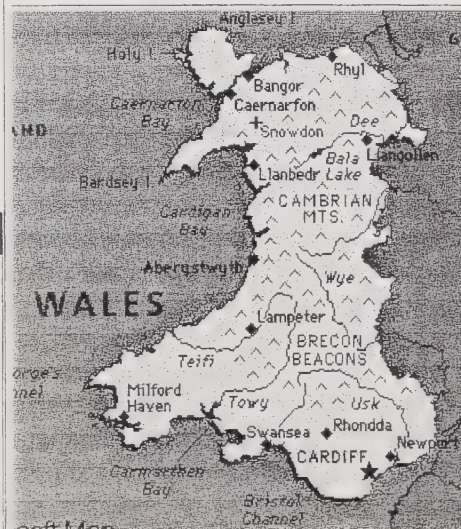 Anglesey I.
Holy I.
Rhyl
Bangor
Caernarfon
Caernarfon
Bay
Snowdon
Dee
Llangollen
Bala
Lake
Llanbedr
Bardsey I.
CAMBRIAN
MTS.
Cardigan
Bay
Aberystwyth
Wye
WALES
Lampeter
BRECON
BEACONS
Teifi
Milford
Haven
Towy
Usk
Swansea
Rhondda
Newport
CARDIFF
Carmarthen
Bay
Bristol
Channel